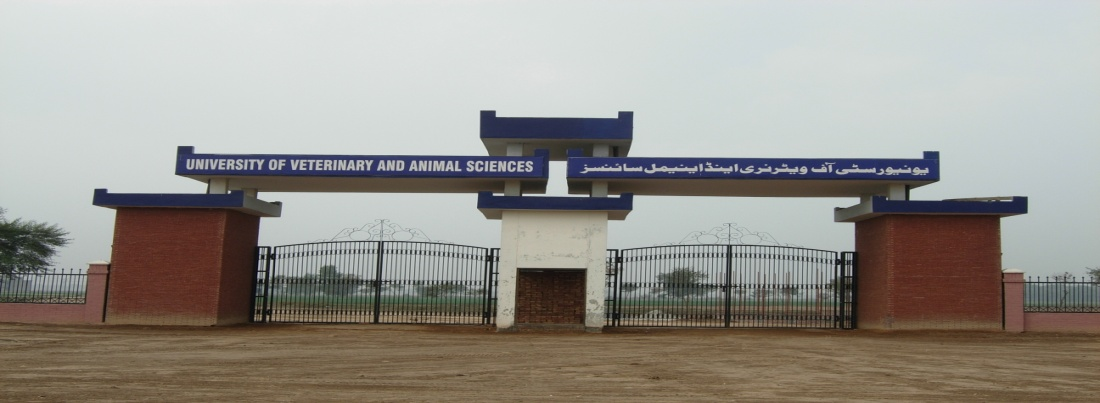 UNIVERSITY OF VETERINARY AND ANIMAL SCIENCES
یونیورسٹی آف ویٹرنری اینڈ اینیمل سائنسز